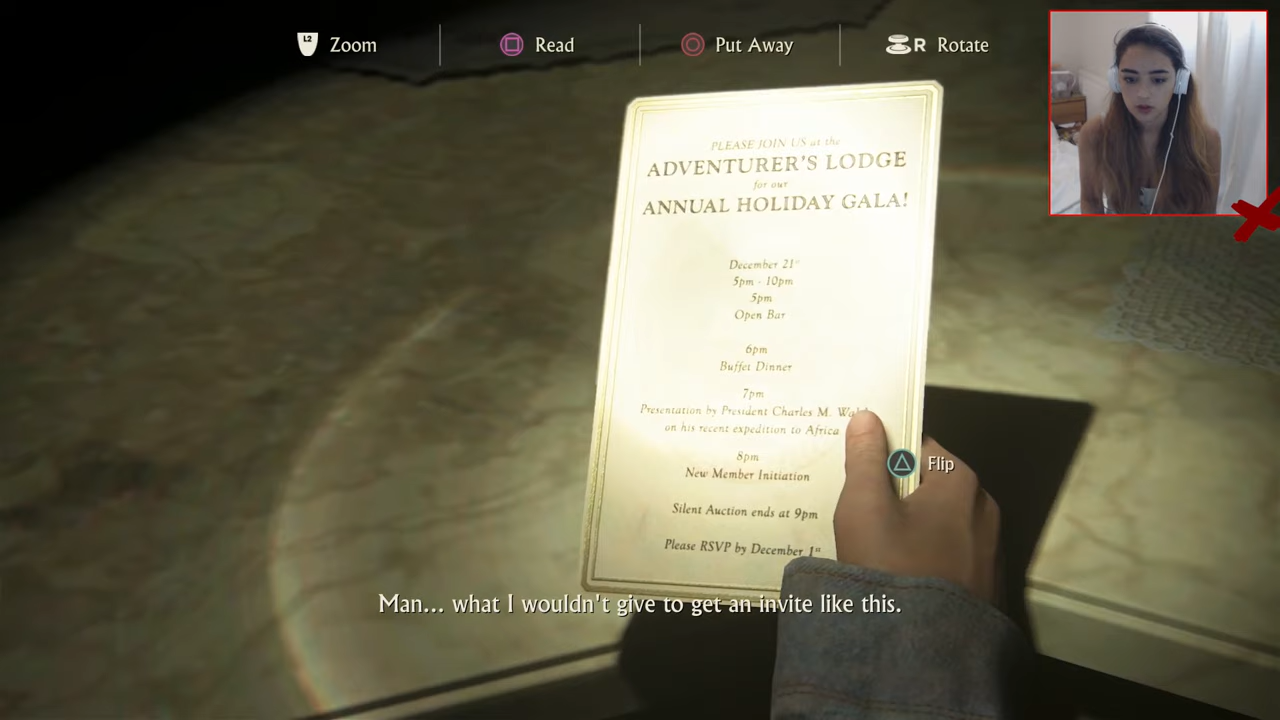 L2 Zoom
Read
Put Away
R Rotate
PLEASE JOIN US at the
ADVENTURER'S LODGE
for our
ANNUAL HOLIDAY GALA!
December 21st
5pm - 10pm
5pm
Open Bar
6pm
Buffet Dinner
7pm
Presentation by President Charles M.
on his recent expedition to Africa
8pm
New Member Initiation
Silent Auction ends at 9pm
Please RSVP by December 1st
Flip
Man... what I wouldn't give to get an invite like this.